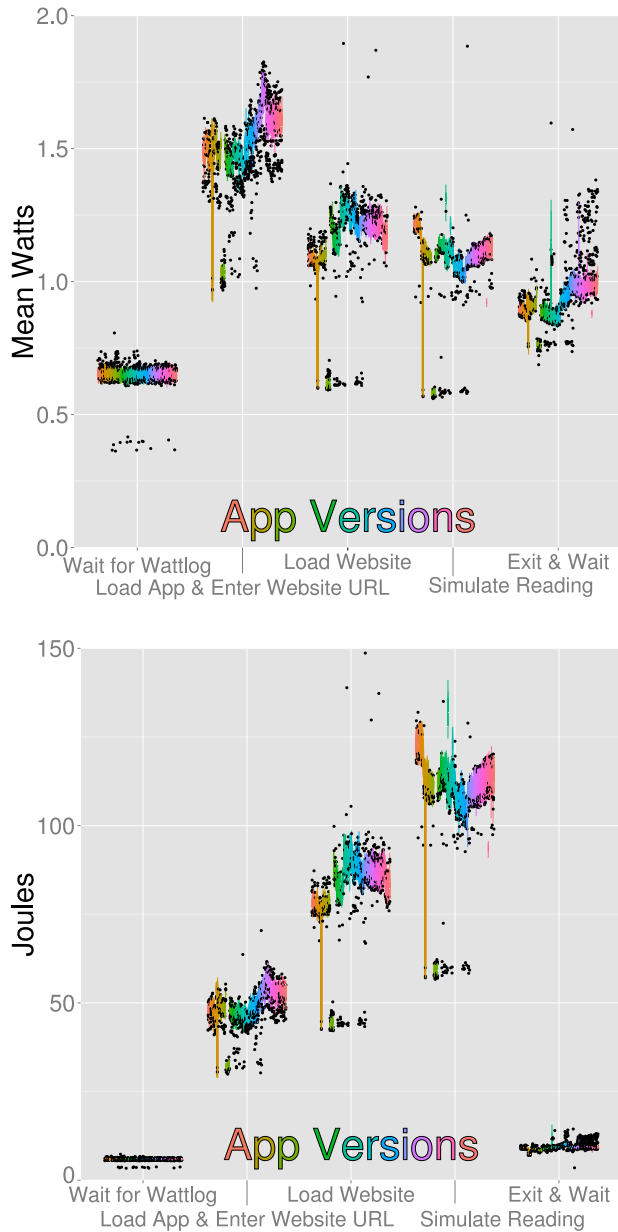 2.0
1.5
Mean Watts
1.0
0.5
App Versions
0.0
Wait for Wattlog Load Website Exit & Wait
Load App & Enter Website URL Simulate Reading
150
100
Joules
50
App Versions
0
Wait for Wattlog Load Website Exit & Wait
Load App & Enter Website URL Simulate Reading